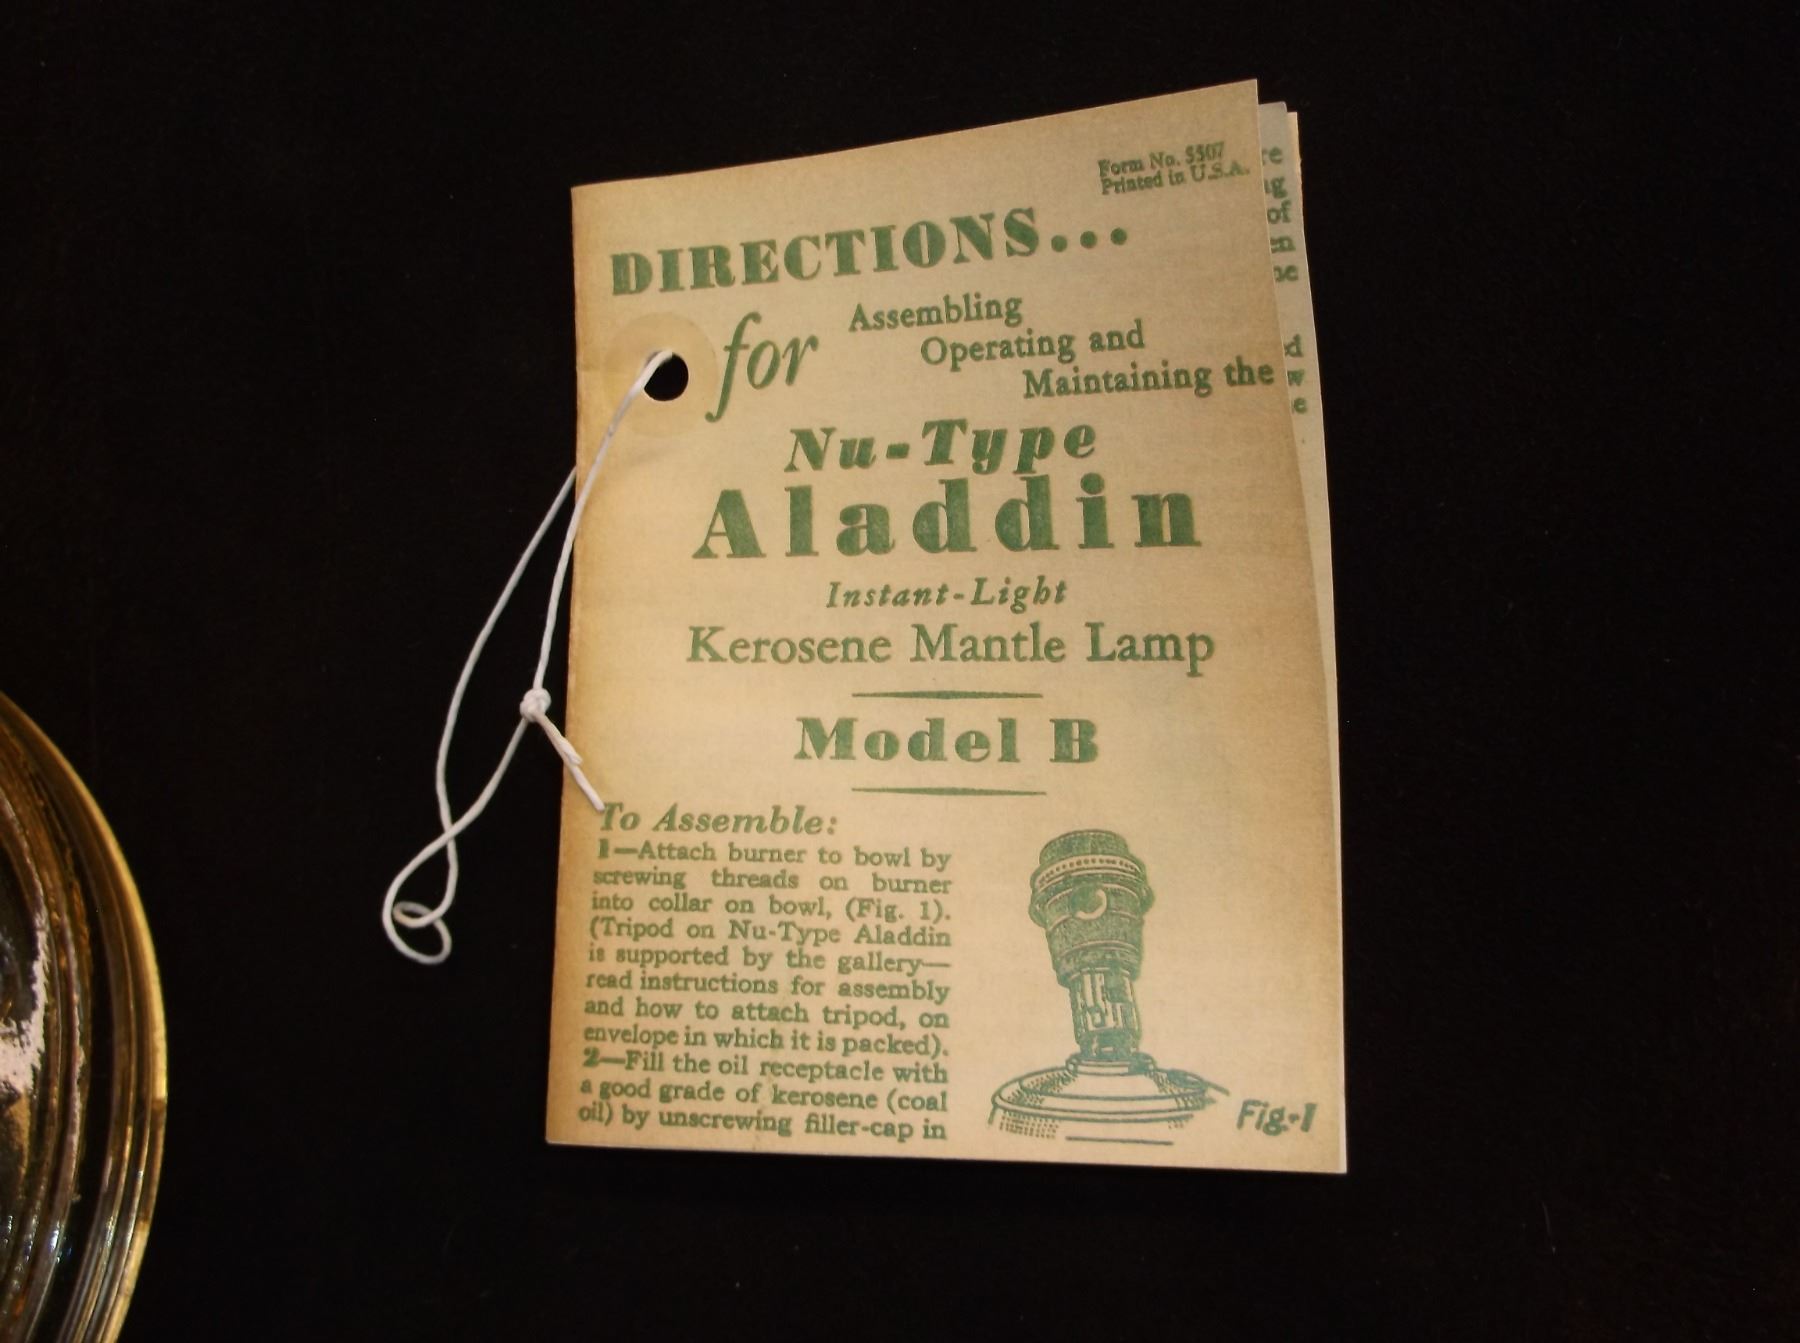 Form No. 5507
Printed in U.S.A.
DIRECTIONS...
for Assembling
Operating and
Maintaining the
Nu-Type
Aladdin
Instant-Light
Kerosene Mantle Lamp
Model B
To Assemble:
1—Attach burner to bowl by
screwing threads on burner
into collar on bowl, (Fig. 1).
(Tripod on Nu-Type Aladdin
is supported by the gallery—
read instructions for assembly
and how to attach tripod, on
envelope in which it is packed).
2—Fill the oil receptacle with
a good grade of kerosene (coal
oil) by unscrewing filler-cap in
Fig-1